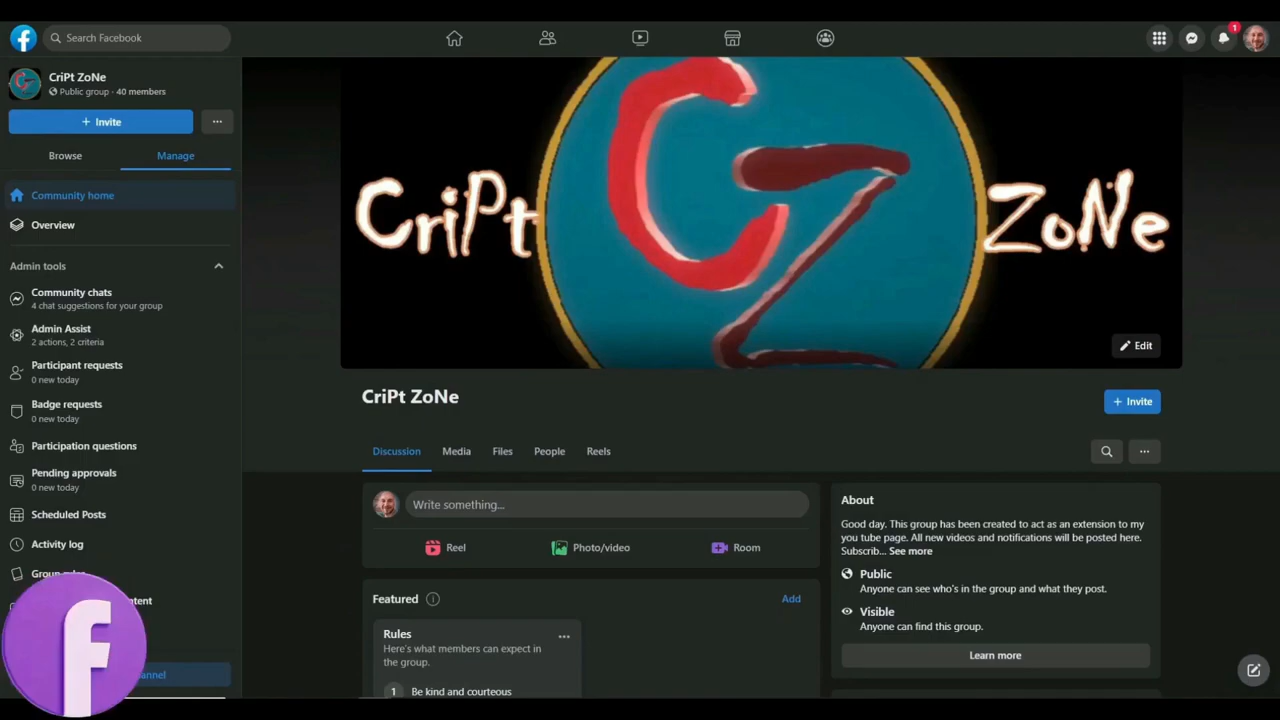 Search Facebook
1
CriPt ZoNe
Public group · 40 members
+ Invite
Browse
Manage
Community home
Overview
Admin tools
Community chats
4 chat suggestions for your group
Admin Assist
2 actions, 2 criteria
Participant requests
0 new today
Badge requests
0 new today
Participation questions
Pending approvals
0 new today
Scheduled Posts
Activity log
Group
f
CriPt
CZ
ZoNe
Edit
CriPt ZoNe
+ Invite
Discussion
Media
Files
People
Reels
Write something...
Reel
Photo/video
Room
Featured
Add
Rules
Here's what members can expect in
the group.
1 Be kind and courteous
About
Good day. This group has been created to act as an extension to my
you tube page. All new videos and notifications will be posted here.
Subscrib... See more
Public
Anyone can see who's in the group and what they post.
Visible
Anyone can find this group.
Learn more